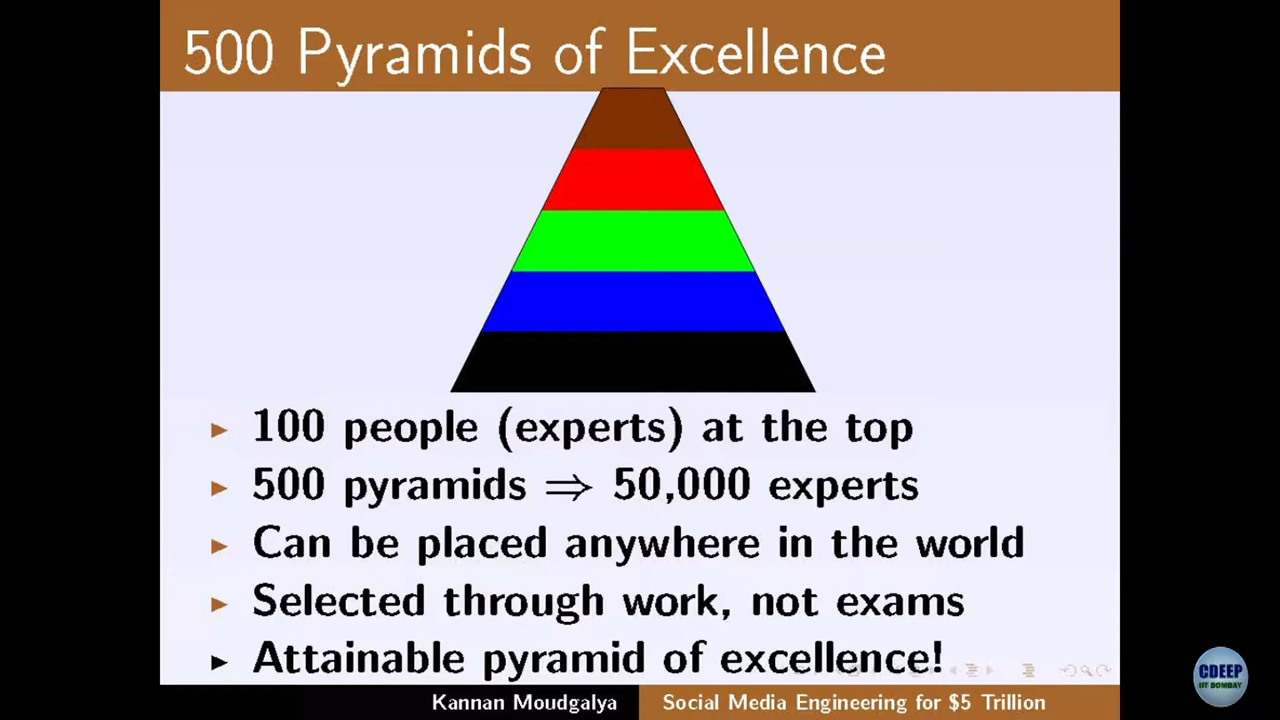 500 Pyramids of Excellence
100 people (experts) at the top
500 pyramids ⇒ 50,000 experts
Can be placed anywhere in the world
Selected through work, not exams
Attainable pyramid of excellence!
Kannan Moudgalya
Social Media Engineering for $5 Trillion
CDEEP
IIT BOMBAY